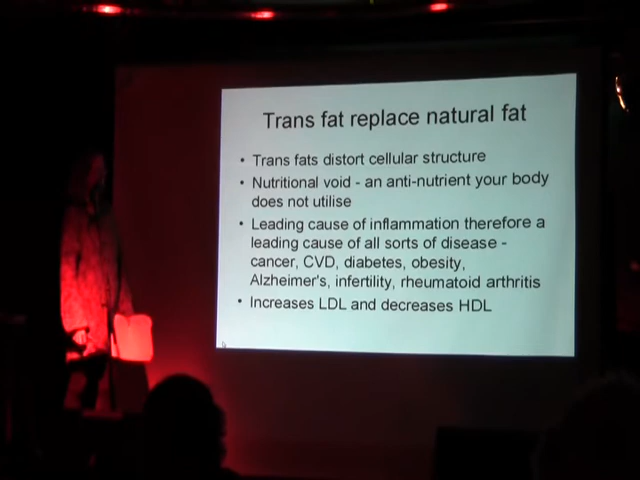 Trans fat replace natural fat
• Trans fats distort cellular structure
• Nutritional void - an anti-nutrient your body
does not utilise
• Leading cause of inflammation therefore a
leading cause of all sorts of disease -
cancer, CVD, diabetes, obesity,
Alzheimer's, infertility, rheumatoid arthritis
• Increases LDL and decreases HDL